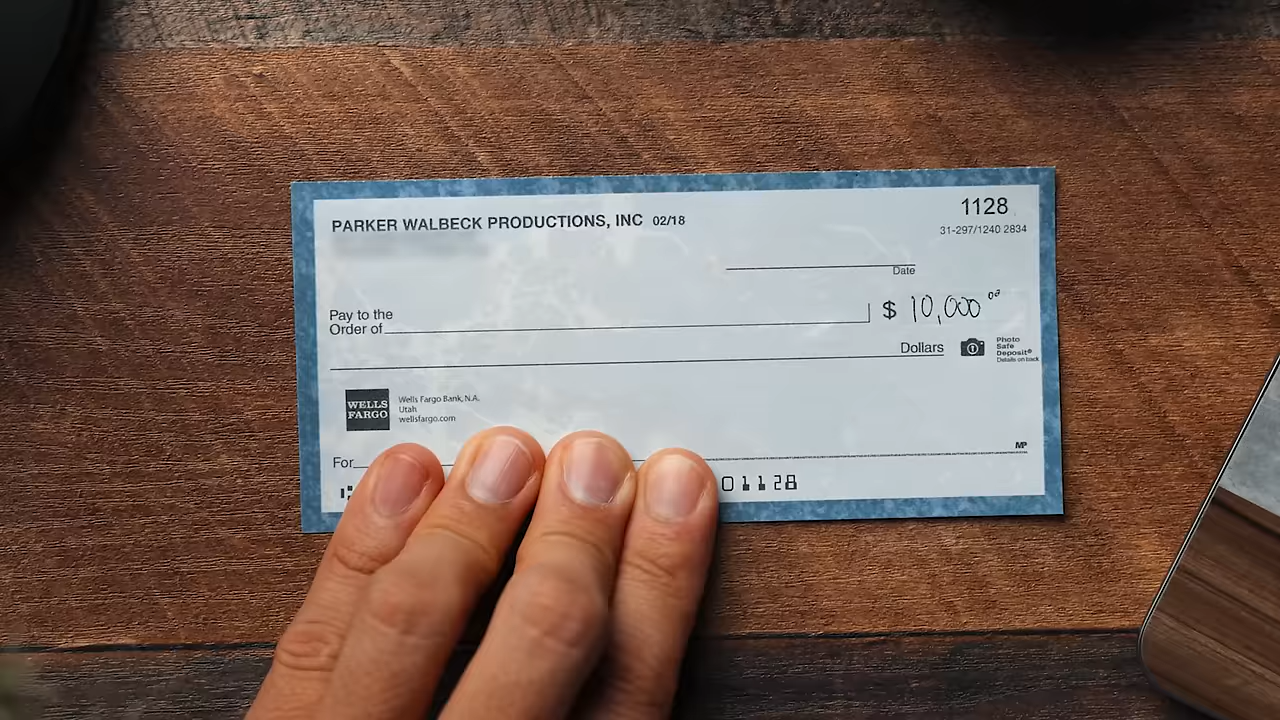 PARKER WALBECK PRODUCTIONS, INC 02/18
1128
31-297/1240 2834
Date
Pay to the
Order of
$ 10,000 00
Dollars
Photo
Safe
Deposit®
Details on back
WELLS
FARGO
Wells Fargo Bank, N.A.
Utah
wellsfargo.com
MP
For
01128